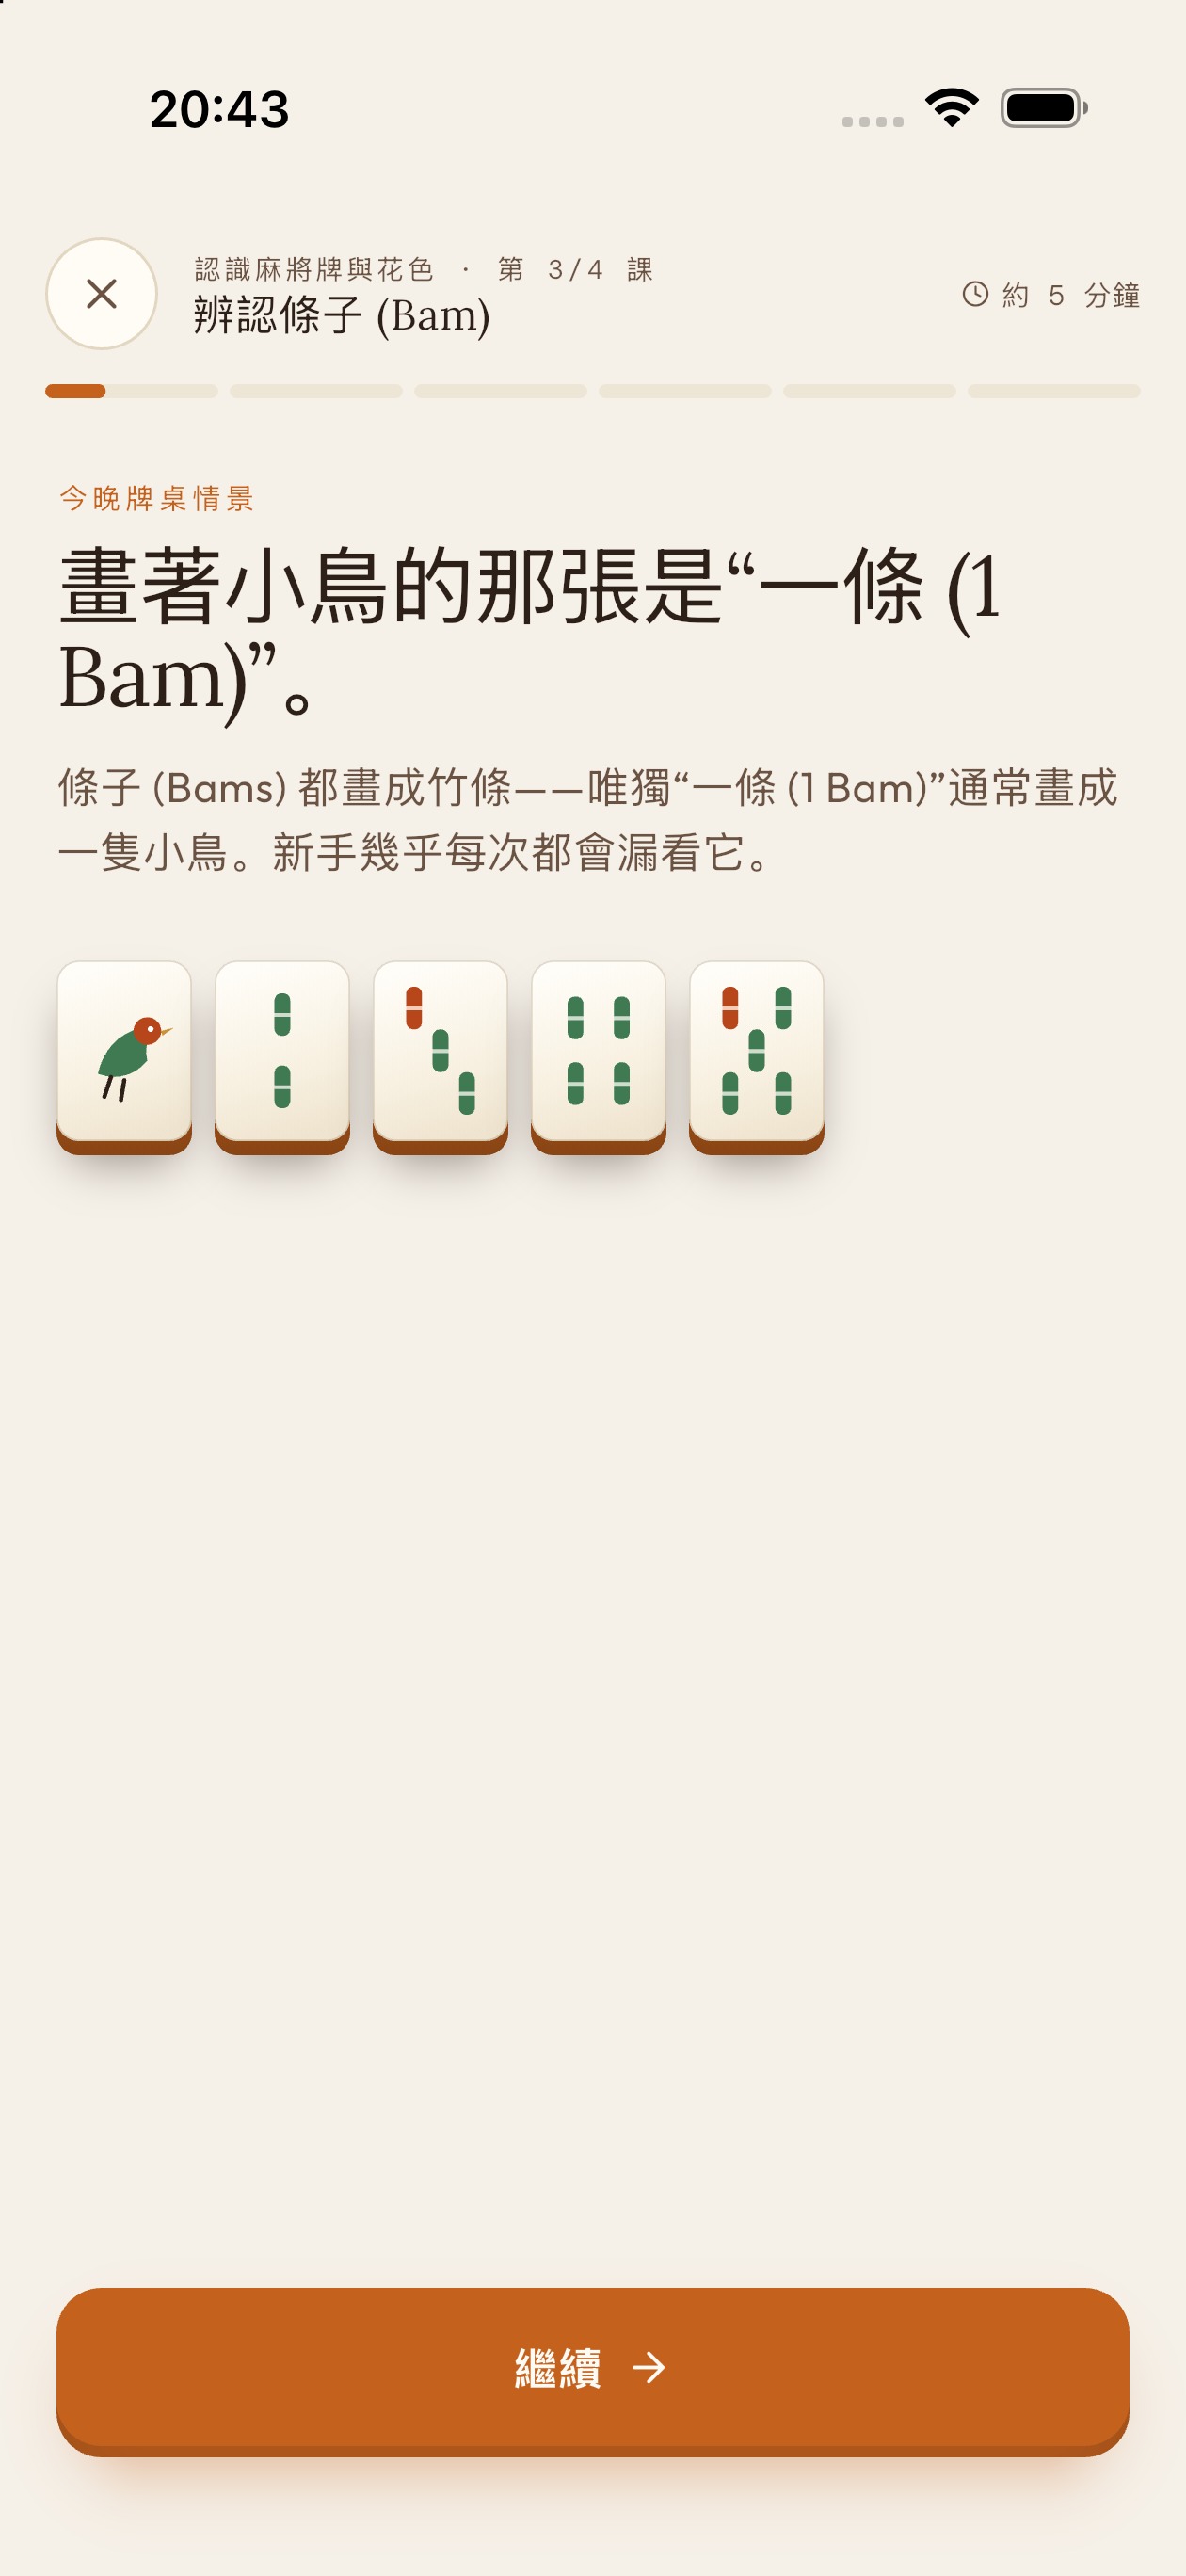 20:43
認識麻將牌與花色 · 第 3/4 課
辨認條子 (Bam)
約 5 分鐘
今晚牌桌情景
畫著小鳥的那張是“一條 (1
Bam)”。
條子 (Bams) 都畫成竹條——唯獨“一條 (1 Bam)”通常畫成
一隻小鳥。新手幾乎每次都會漏看它。
繼續 →